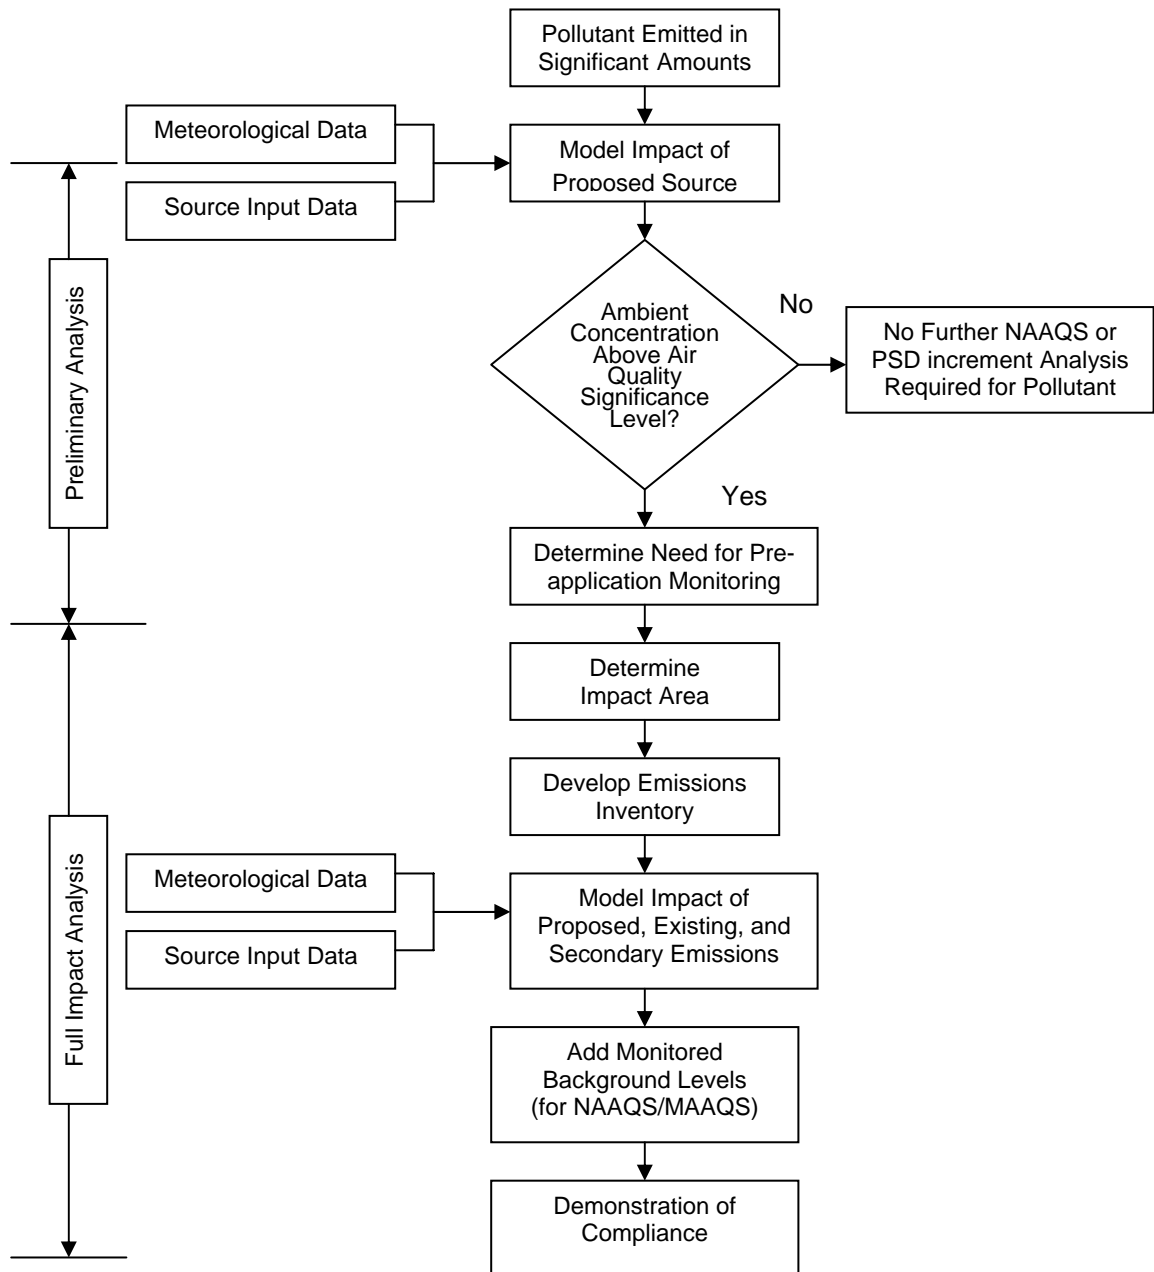 Pollutant Emitted in
Significant Amounts
Meteorological Data
Source Input Data
Model Impact of
Proposed Source
Preliminary Analysis
Ambient
Concentration
Above Air
Quality
Significance
Level?
No
No Further NAAQS or
PSD increment Analysis
Required for Pollutant
Yes
Determine Need for Pre-
application Monitoring
Determine
Impact Area
Develop Emissions
Inventory
Full Impact Analysis
Meteorological Data
Source Input Data
Model Impact of
Proposed, Existing, and
Secondary Emissions
Add Monitored
Background Levels
(for NAAQS/MAAQS)
Demonstration of
Compliance